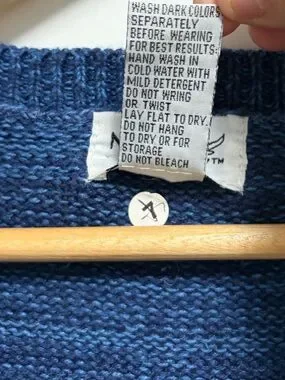 WASH DARK COLORS
SEPARATELY
BEFORE WEARING
FOR BEST RESULTS:
HAND WASH IN
COLD WATER WITH
MILD DETERGENT
DO NOT WRING
OR TWIST
LAY FLAT TO DRY.
DO NOT HANG
TO DRY OR FOR
STORAGE
DO NOT BLEACH
TM